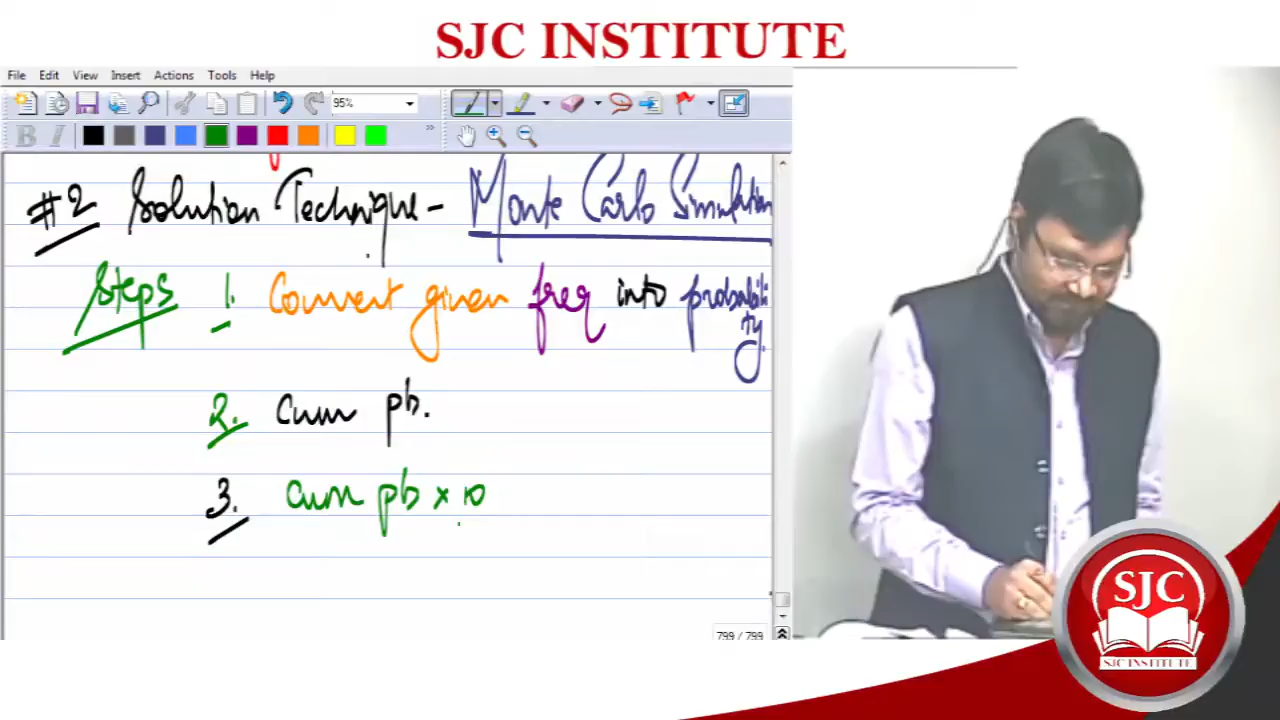 SJC INSTITUTE
File Edit View Insert Actions Tools Help
95%
B I
#2 Solution Technique - Monte Carlo Simulation
Steps 1. Convert given freq into probability.
2. Cum pb.
3. Cum pb x 10
799 / 799
SJC
SJC INSTITUTE